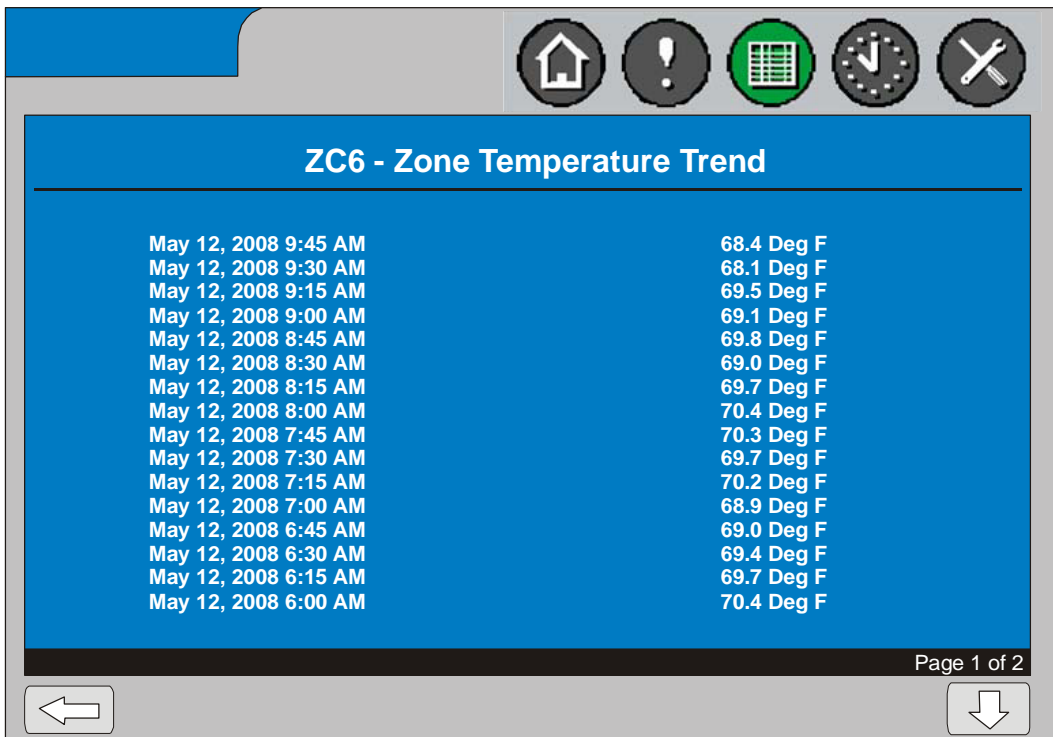 ZC6 - Zone Temperature Trend
May 12, 2008 9:45 AM 68.4 Deg F
May 12, 2008 9:30 AM 68.1 Deg F
May 12, 2008 9:15 AM 69.5 Deg F
May 12, 2008 9:00 AM 69.1 Deg F
May 12, 2008 8:45 AM 69.8 Deg F
May 12, 2008 8:30 AM 69.0 Deg F
May 12, 2008 8:15 AM 69.7 Deg F
May 12, 2008 8:00 AM 70.4 Deg F
May 12, 2008 7:45 AM 70.3 Deg F
May 12, 2008 7:30 AM 69.7 Deg F
May 12, 2008 7:15 AM 70.2 Deg F
May 12, 2008 7:00 AM 68.9 Deg F
May 12, 2008 6:45 AM 69.0 Deg F
May 12, 2008 6:30 AM 69.4 Deg F
May 12, 2008 6:15 AM 69.7 Deg F
May 12, 2008 6:00 AM 70.4 Deg F
Page 1 of 2